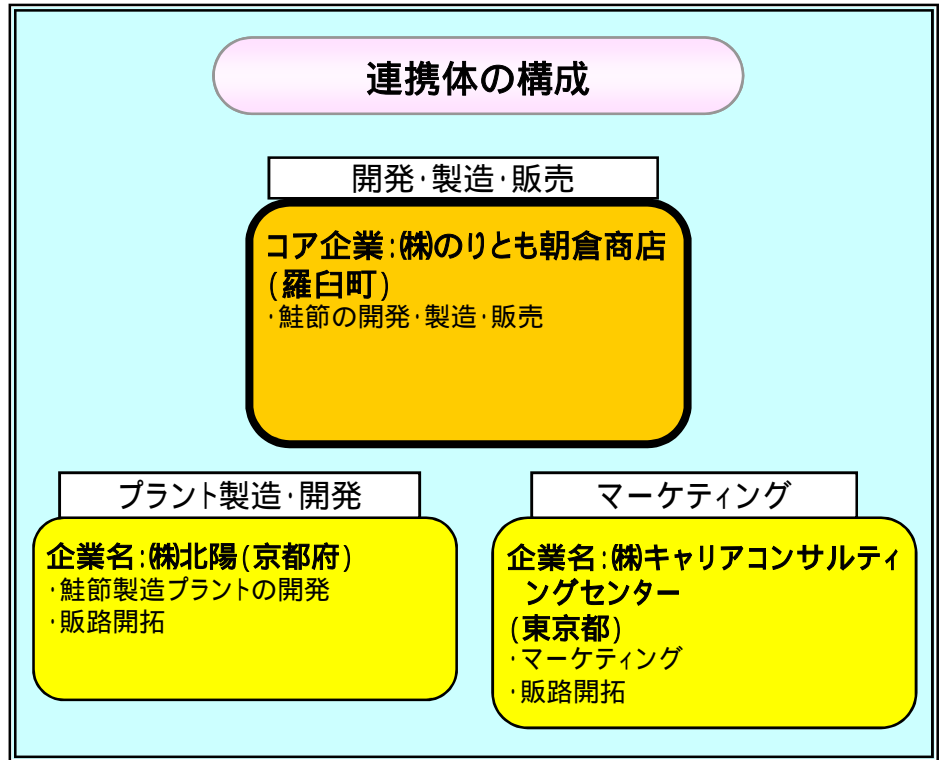 連携体の構成
開発・製造・販売
コア企業:㈱のりとも朝倉商店
(羅臼町)
・鮭節の開発・製造・販売
プラント製造・開発
企業名:㈱北陽(京都府)
・鮭節製造プラントの開発
・販路開拓
マーケティング
企業名:㈱キャリアコンサルティ
ングセンター
(東京都)
・マーケティング
・販路開拓